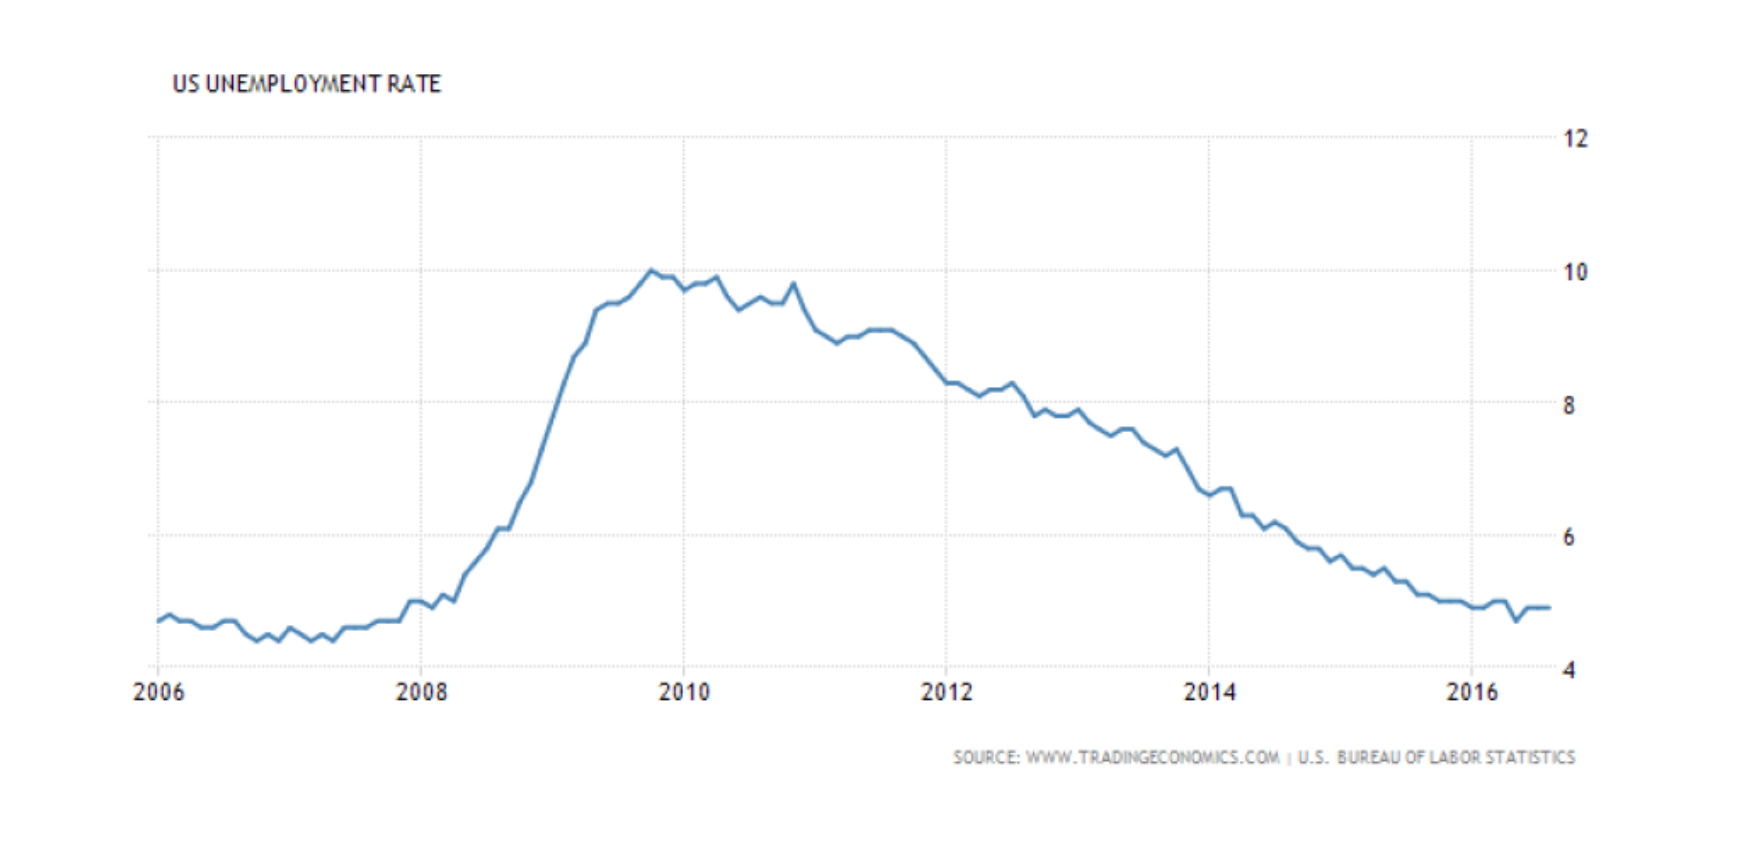 US UNEMPLOYMENT RATE
12
10
8
6
4
2006 2008 2010 2012 2014 2016
SOURCE: WWW.TRADINGECONOMICS.COM | U.S. BUREAU OF LABOR STATISTICS